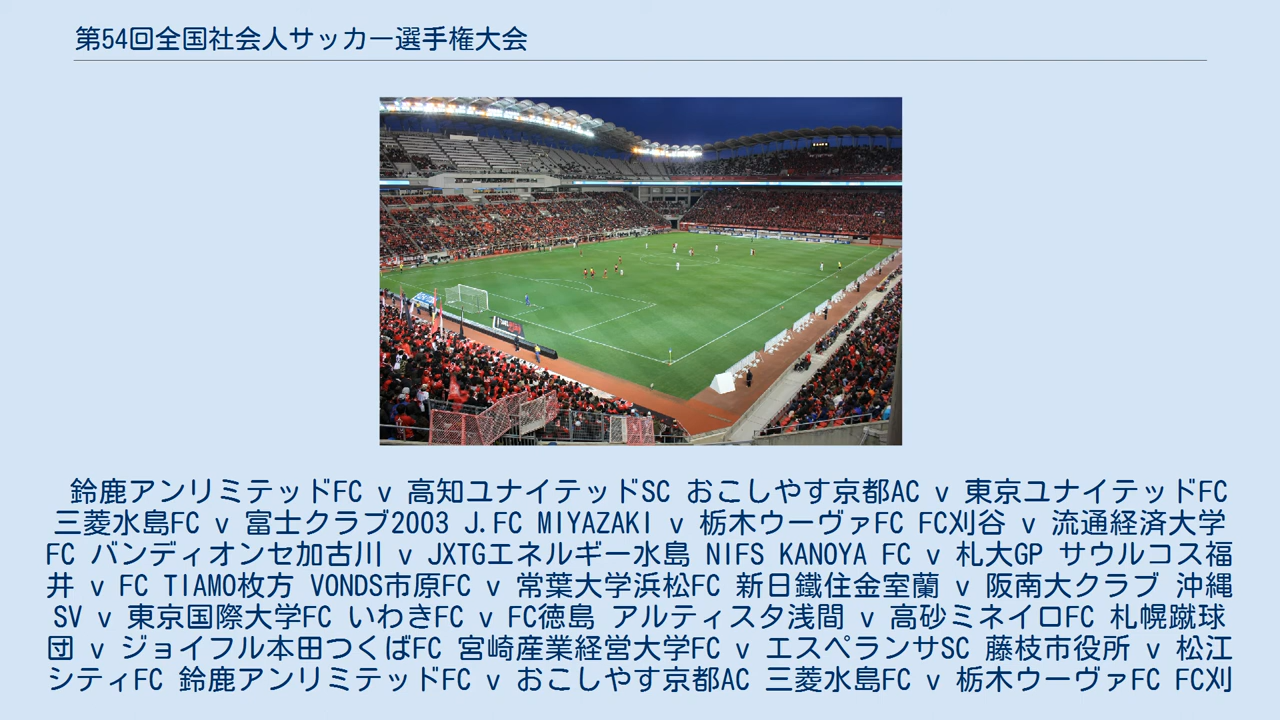 第54回全国社会人サッカー選手権大会
鈴鹿アンリミテッドFC v 高知ユナイテッドSC おこしやす京都AC v 東京ユナイテッドFC
三菱水島FC v 富士クラブ2003 J.FC MIYAZAKI v 栃木ウーヴァFC FC刈谷 v 流通経済大学
FC バンディオンセ加古川 v JXTGエネルギー水島 NIFS KANOYA FC v 札大GP サウルコス福
井 v FC TIAMO枚方 VONDS市原FC v 常葉大学浜松FC 新日鐵住金室蘭 v 阪南大クラブ 沖縄
SV v 東京国際大学FC いわきFC v FC徳島 アルティスタ浅間 v 高砂ミネイロFC 札幌蹴球
団 v ジョイフル本田つくばFC 宮崎産業経営大学FC v エスペランサSC 藤枝市役所 v 松江
シティFC 鈴鹿アンリミテッドFC v おこしやす京都AC 三菱水島FC v 栃木ウーヴァFC FC刈